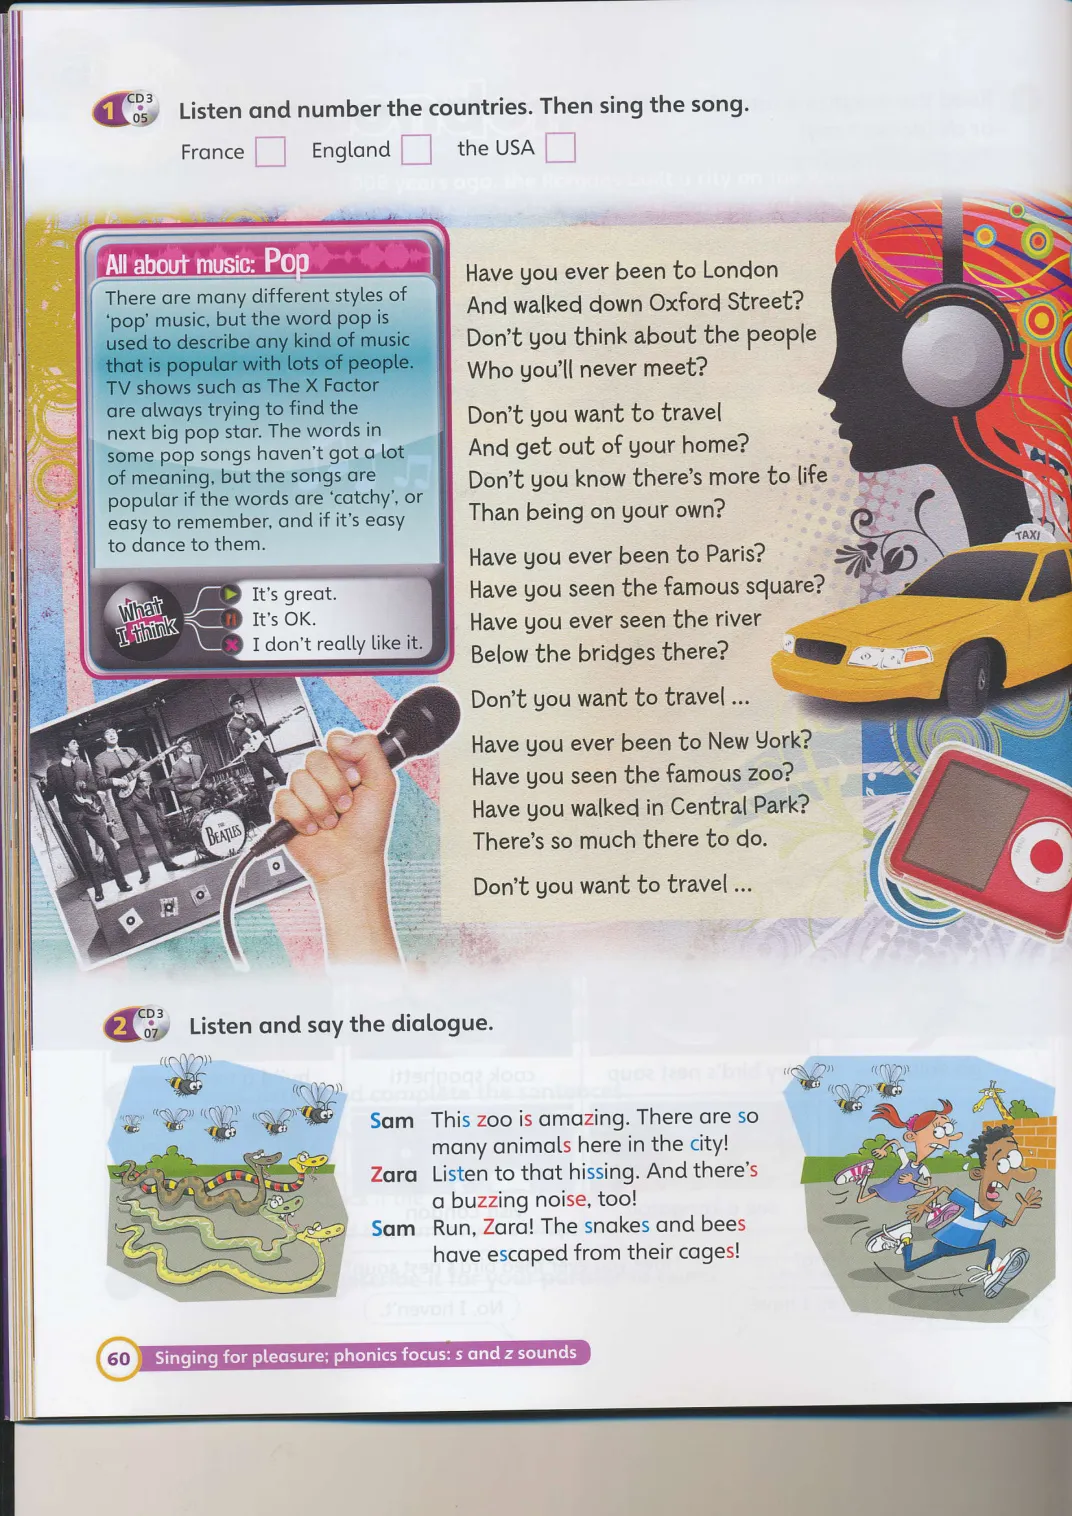 1 CD3 05 Listen and number the countries. Then sing the song.
France England the USA
All about music: Pop
There are many different styles of
'pop' music, but the word pop is
used to describe any kind of music
that is popular with lots of people.
TV shows such as The X Factor
are always trying to find the
next big pop star. The words in
some pop songs haven't got a lot
of meaning, but the songs are
popular if the words are 'catchy', or
easy to remember, and if it's easy
to dance to them.
What
I think
It's great.
It's OK.
I don't really like it.
THE
BEATLES
Have you ever been to London
And walked down Oxford Street?
Don't you think about the people
Who you'll never meet?
Don't you want to travel
And get out of your home?
Don't you know there's more to life
Than being on your own?
Have you ever been to Paris?
Have you seen the famous square?
Have you ever seen the river
Below the bridges there?
Don't you want to travel ...
Have you ever been to New York?
Have you seen the famous zoo?
Have you walked in Central Park?
There's so much there to do.
Don't you want to travel ...
TAXI
2 CD3 07 Listen and say the dialogue.
Sam This zoo is amazing. There are so
many animals here in the city!
Zara Listen to that hissing. And there's
a buzzing noise, too!
Sam Run, Zara! The snakes and bees
have escaped from their cages!
60 Singing for pleasure; phonics focus: s and z sounds